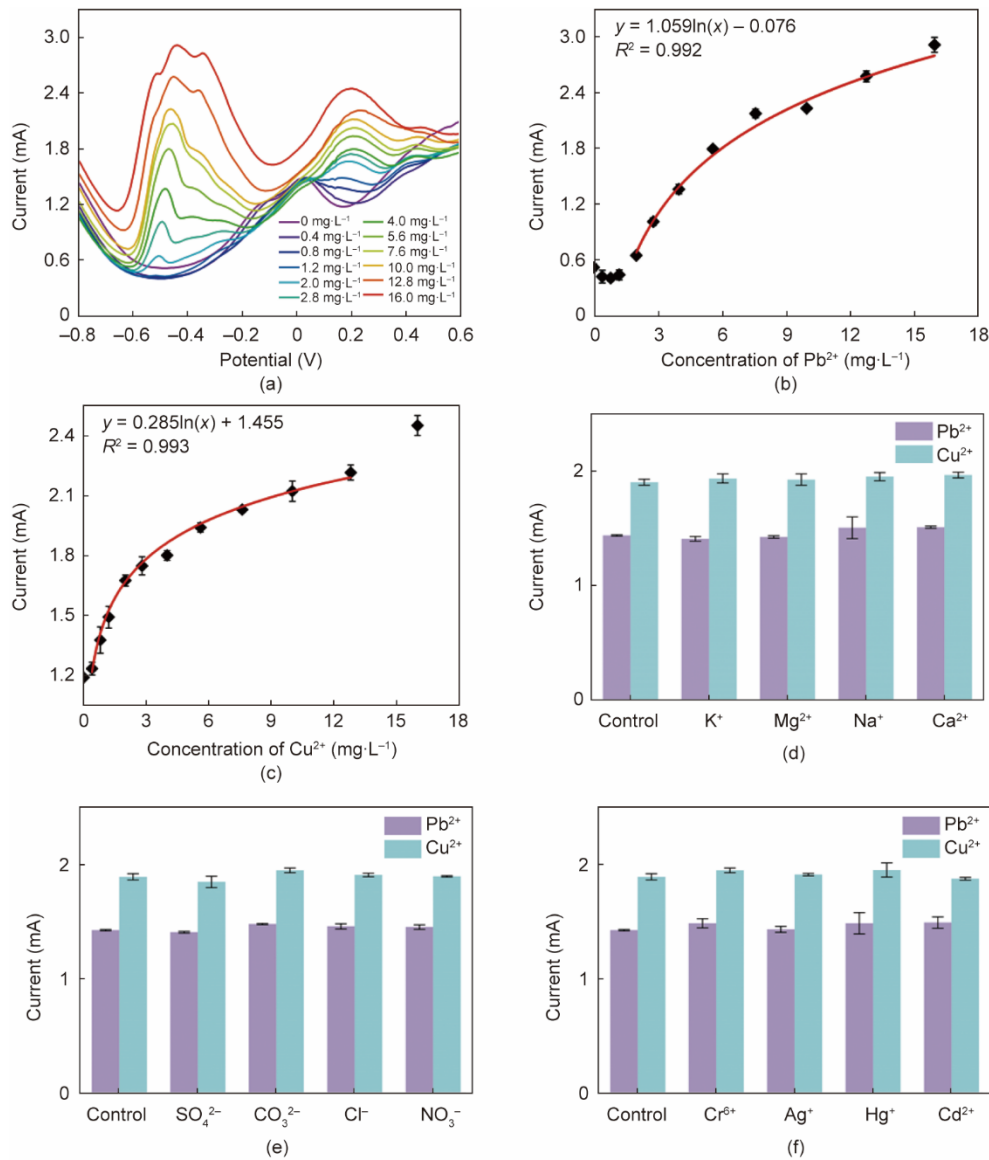 3.0
2.4
1.8
1.2
0.6
0
Current (mA)
0 mg·L⁻¹
0.4 mg·L⁻¹
0.8 mg·L⁻¹
1.2 mg·L⁻¹
2.0 mg·L⁻¹
2.8 mg·L⁻¹
4.0 mg·L⁻¹
5.6 mg·L⁻¹
7.6 mg·L⁻¹
10.0 mg·L⁻¹
12.8 mg·L⁻¹
16.0 mg·L⁻¹
–0.8 –0.6 –0.4 –0.2 0 0.2 0.4 0.6
Potential (V)
(a)
y = 1.059ln(x) – 0.076
R² = 0.992
3.0
2.4
1.8
1.2
0.6
0
Current (mA)
0 3 6 9 12 15 18
Concentration of Pb²⁺ (mg·L⁻¹)
(b)
y = 0.285ln(x) + 1.455
R² = 0.993
2.4
2.1
1.8
1.5
1.2
Current (mA)
0 3 6 9 12 15 18
Concentration of Cu²⁺ (mg·L⁻¹)
(c)
Pb²⁺
Cu²⁺
2
1
0
Current (mA)
Control K⁺ Mg²⁺ Na⁺ Ca²⁺
(d)
Pb²⁺
Cu²⁺
2
1
0
Current (mA)
Control SO₄²⁻ CO₃²⁻ Cl⁻ NO₃⁻
(e)
Pb²⁺
Cu²⁺
2
1
0
Current (mA)
Control Cr⁶⁺ Ag⁺ Hg⁺ Cd²⁺
(f)